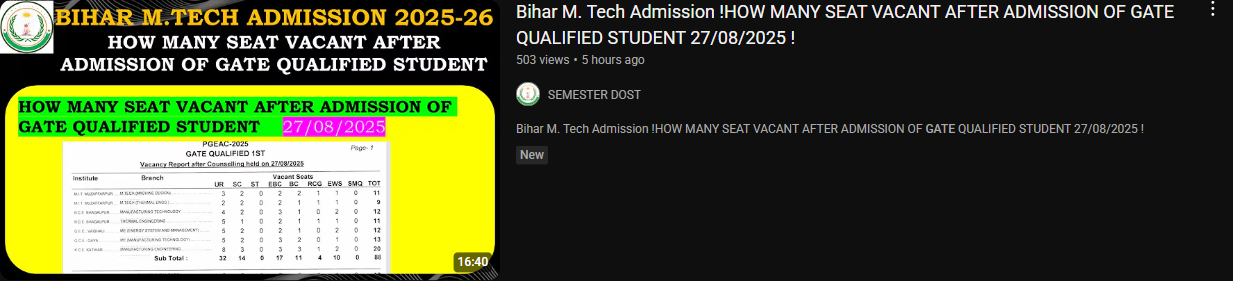 BIHAR M.TECH ADMISSION 2025-26
HOW MANY SEAT VACANT AFTER
ADMISSION OF GATE QUALIFIED STUDENT
HOW MANY SEAT VACANT AFTER ADMISSION OF
GATE QUALIFIED STUDENT 27/08/2025
PGEAC-2025
Page- 1
GATE QUALIFIED 1ST
Vacancy Report after Counselling held on 27/08/2025
Institute Branch Vacant Seats
UR SC ST EBC BC RCG EWS SMQ TOT
M.I.T. MUZAFFARPUR M.TECH (MACHINE DESIGN) 3 2 0 2 2 1 1 0 11
M.I.T. MUZAFFARPUR M.TECH (THERMAL ENGG.) 2 2 0 2 1 1 1 0 9
B.C.E. BHAGALPUR MANUFACTURING TECHNOLOGY 4 2 0 3 1 0 2 0 12
B.C.E. BHAGALPUR THERMAL ENGINEERING 5 1 0 2 1 1 1 0 11
ME (ENERGY SYSTEM AND MANAGEMENT) 5 2 0 2 1 0 2 0 12
G.C.E. GAYA ME (MANUFACTURING TECHNOLOGY) 5 2 0 3 2 0 1 0 13
K.C.E. KATIHAR MANUFACTURING ENGINEERING 8 3 0 3 3 1 2 0 20
Sub Total : 32 14 0 17 11 4 10 0 88
16:40
Bihar M. Tech Admission !HOW MANY SEAT VACANT AFTER ADMISSION OF GATE
QUALIFIED STUDENT 27/08/2025 !
503 views • 5 hours ago
SEMESTER DOST
Bihar M. Tech Admission !HOW MANY SEAT VACANT AFTER ADMISSION OF GATE QUALIFIED STUDENT 27/08/2025 !
New